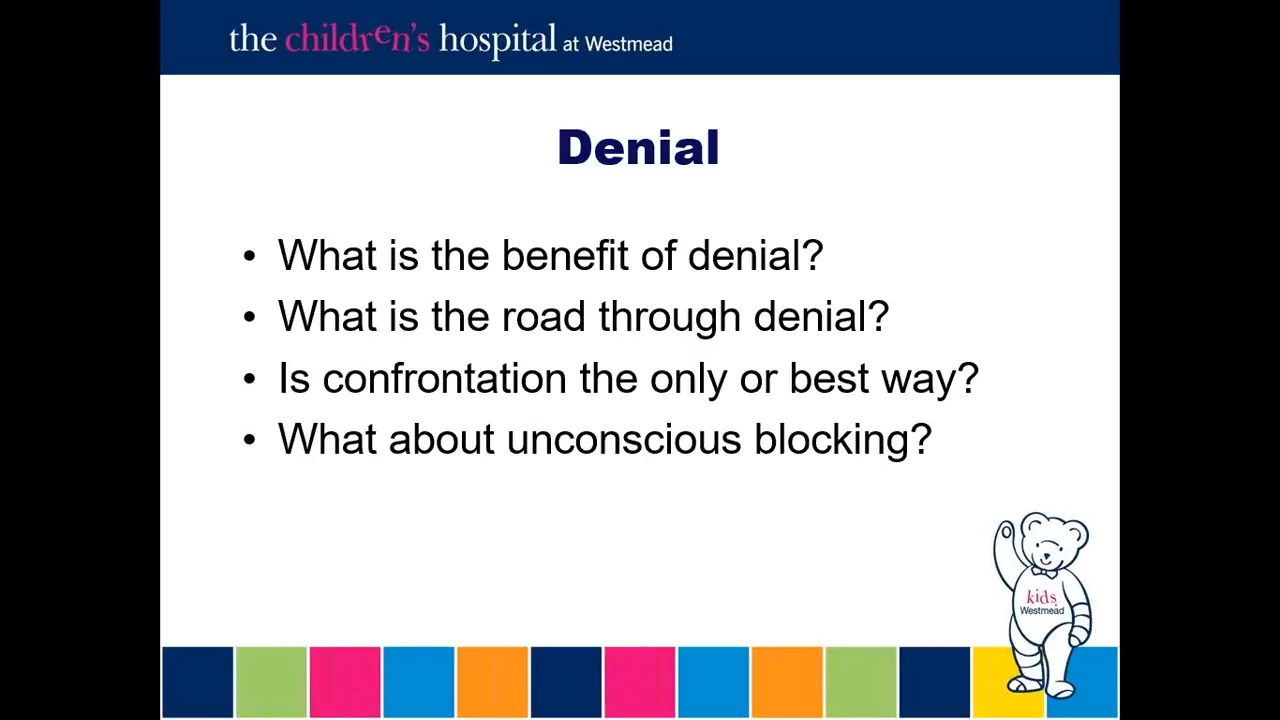 the children's hospital at Westmead
Denial
• What is the benefit of denial?
• What is the road through denial?
• Is confrontation the only or best way?
• What about unconscious blocking?
kids
Westmead